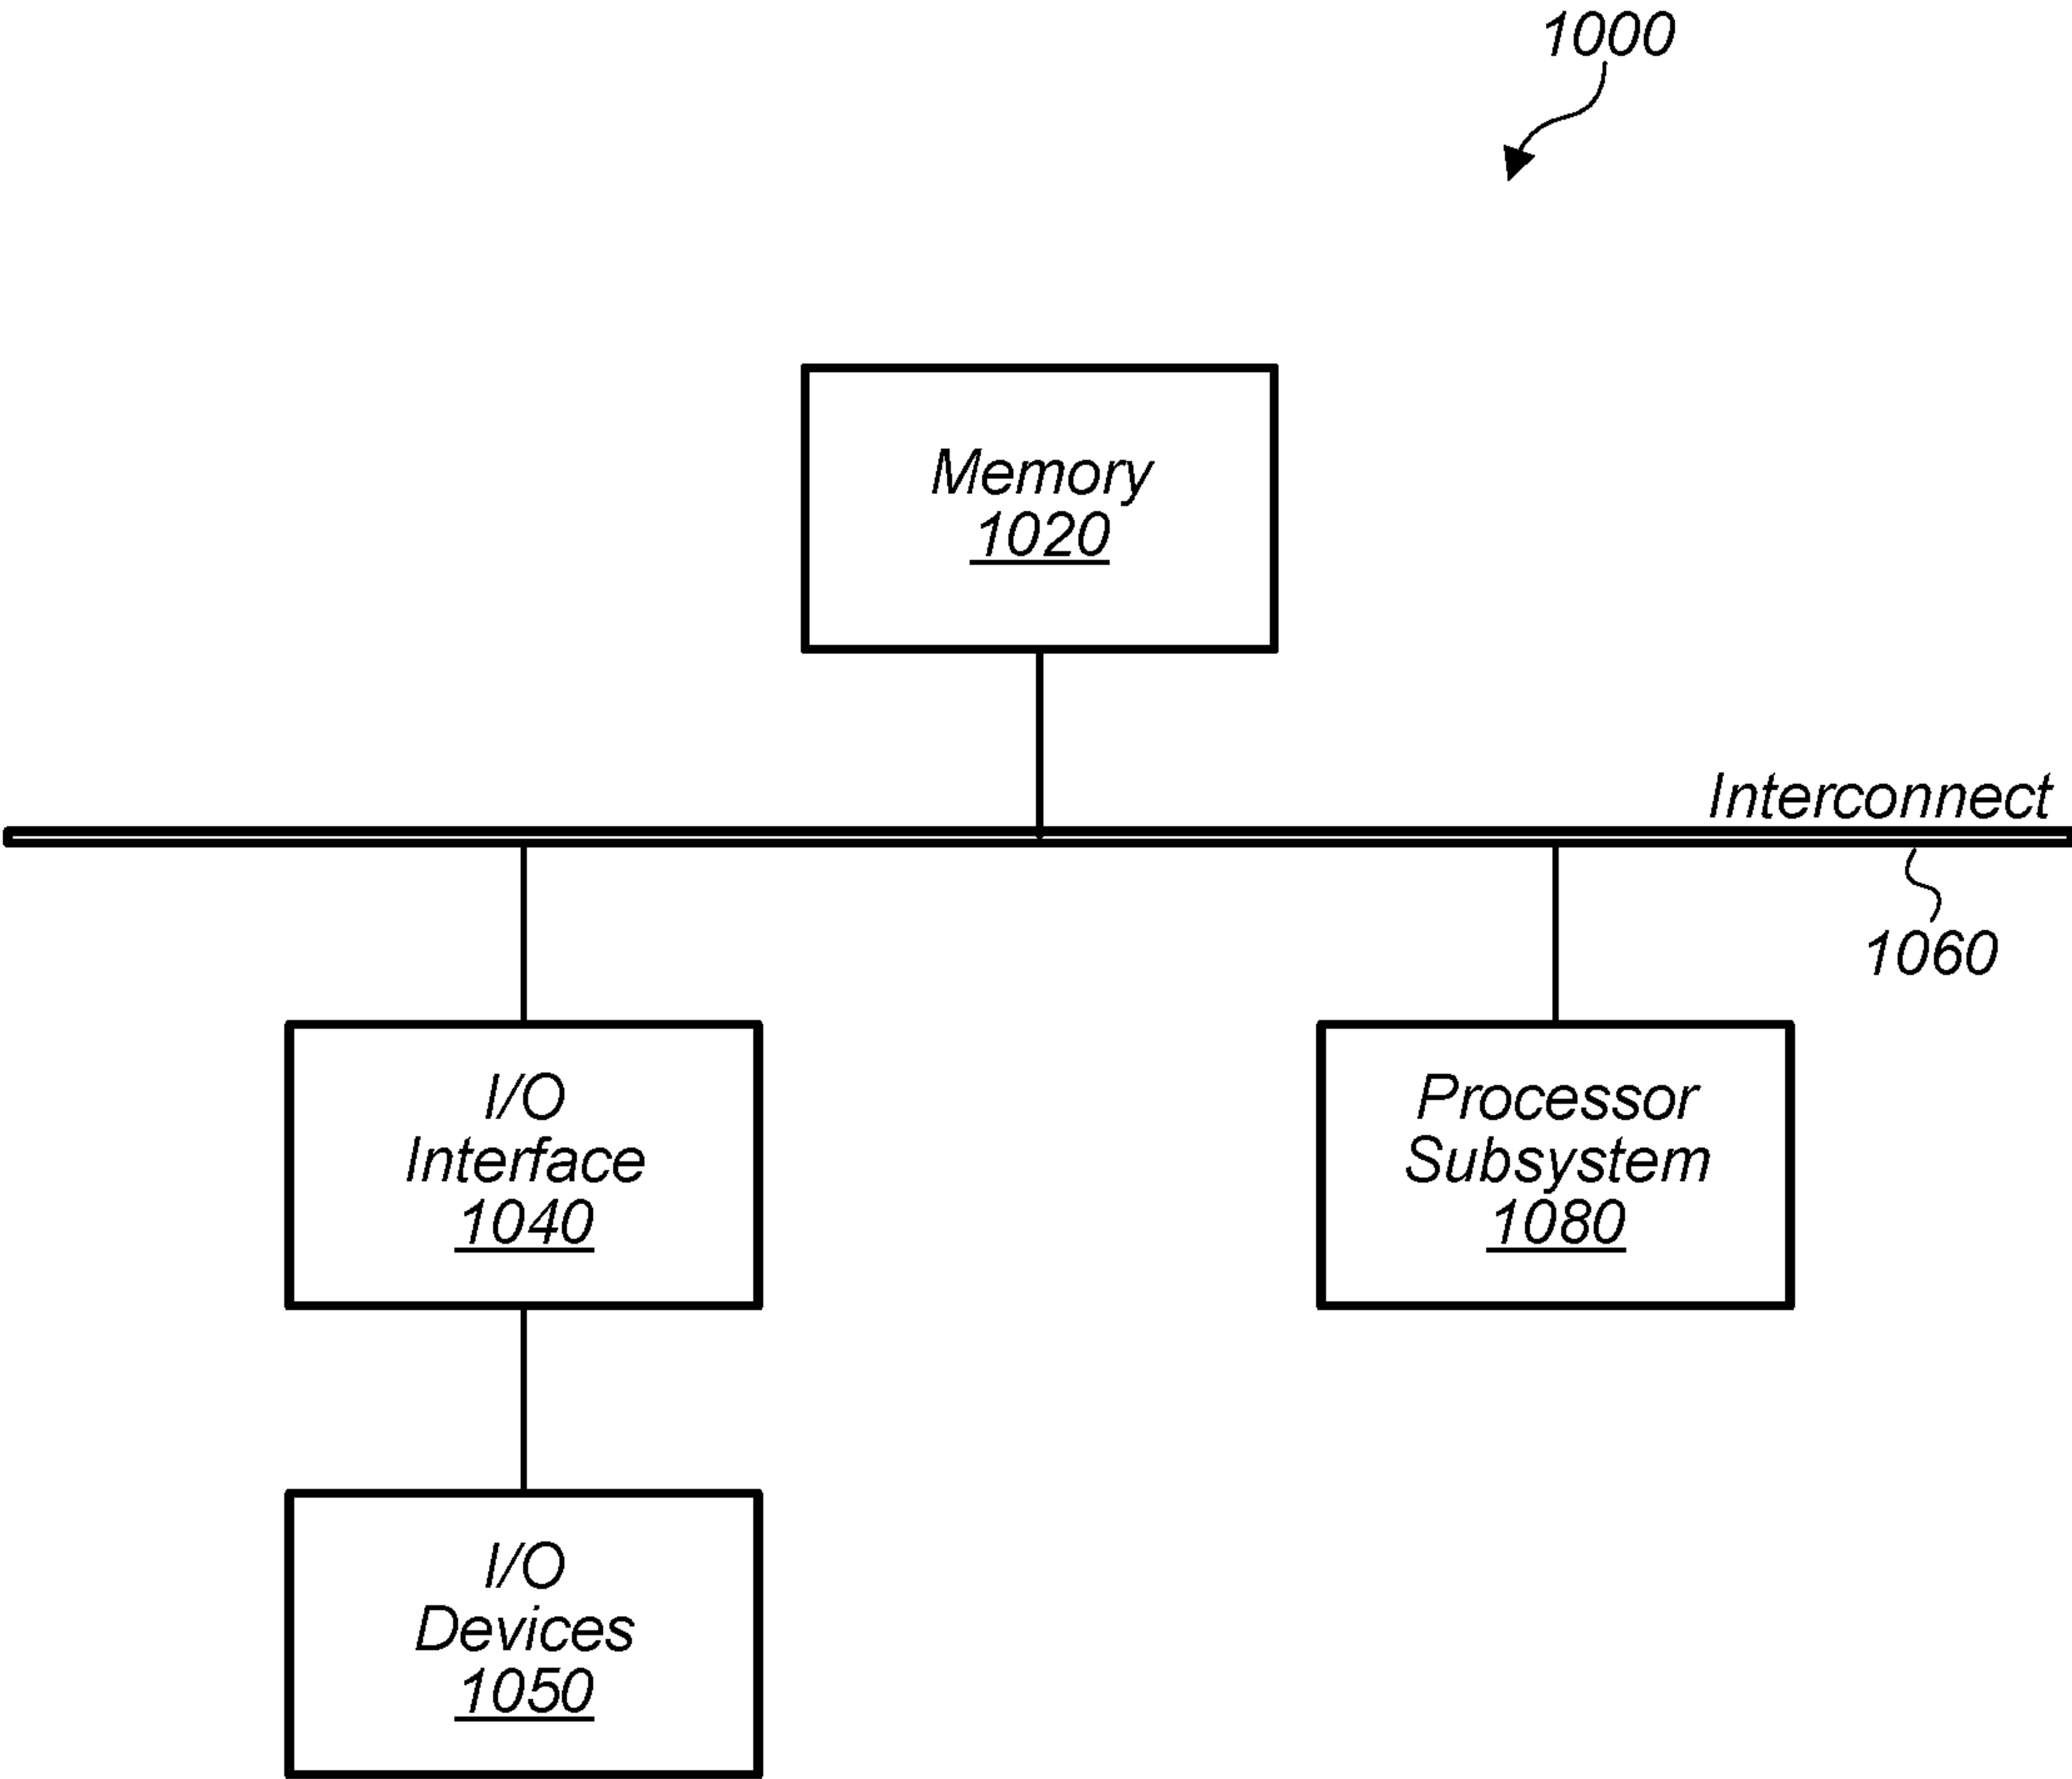 1000
Memory
1020
Interconnect
1060
I/O
Interface
1040
Processor
Subsystem
1080
I/O
Devices
1050